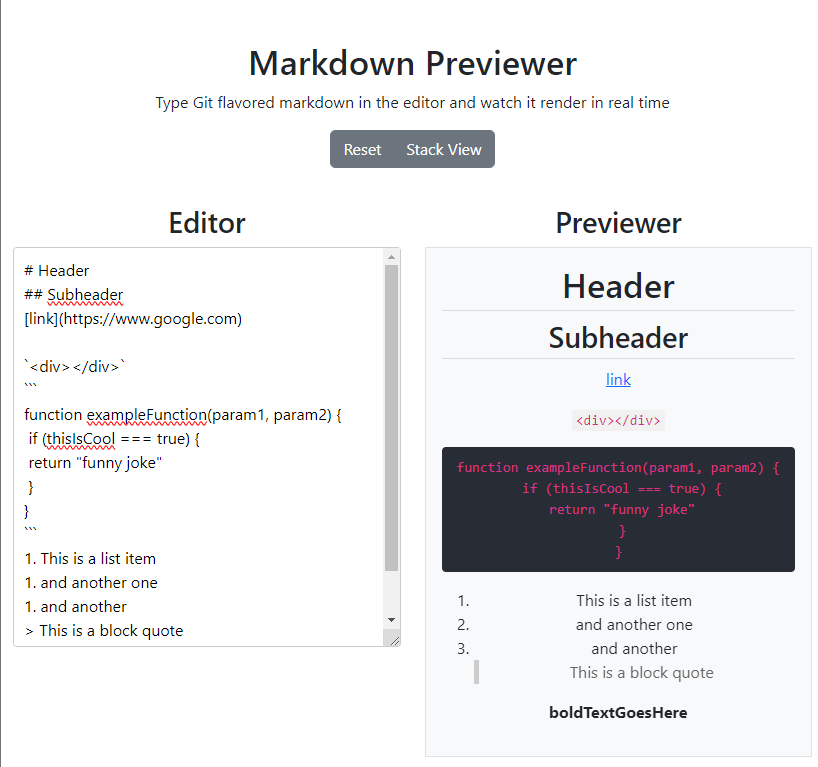 Markdown Previewer
Type Git flavored markdown in the editor and watch it render in real time
Reset Stack View
Editor
# Header
## Subheader
[link](https://www.google.com)
`<div></div>`
```
function exampleFunction(param1, param2) {
if (thisIsCool === true) {
return "funny joke"
}
}
```
1. This is a list item
1. and another one
1. and another
> This is a block quote
Previewer
Header
Subheader
link
<div></div>
function exampleFunction(param1, param2) {
if (thisIsCool === true) {
return "funny joke"
}
}
1. This is a list item
2. and another one
3. and another
This is a block quote
boldTextGoesHere